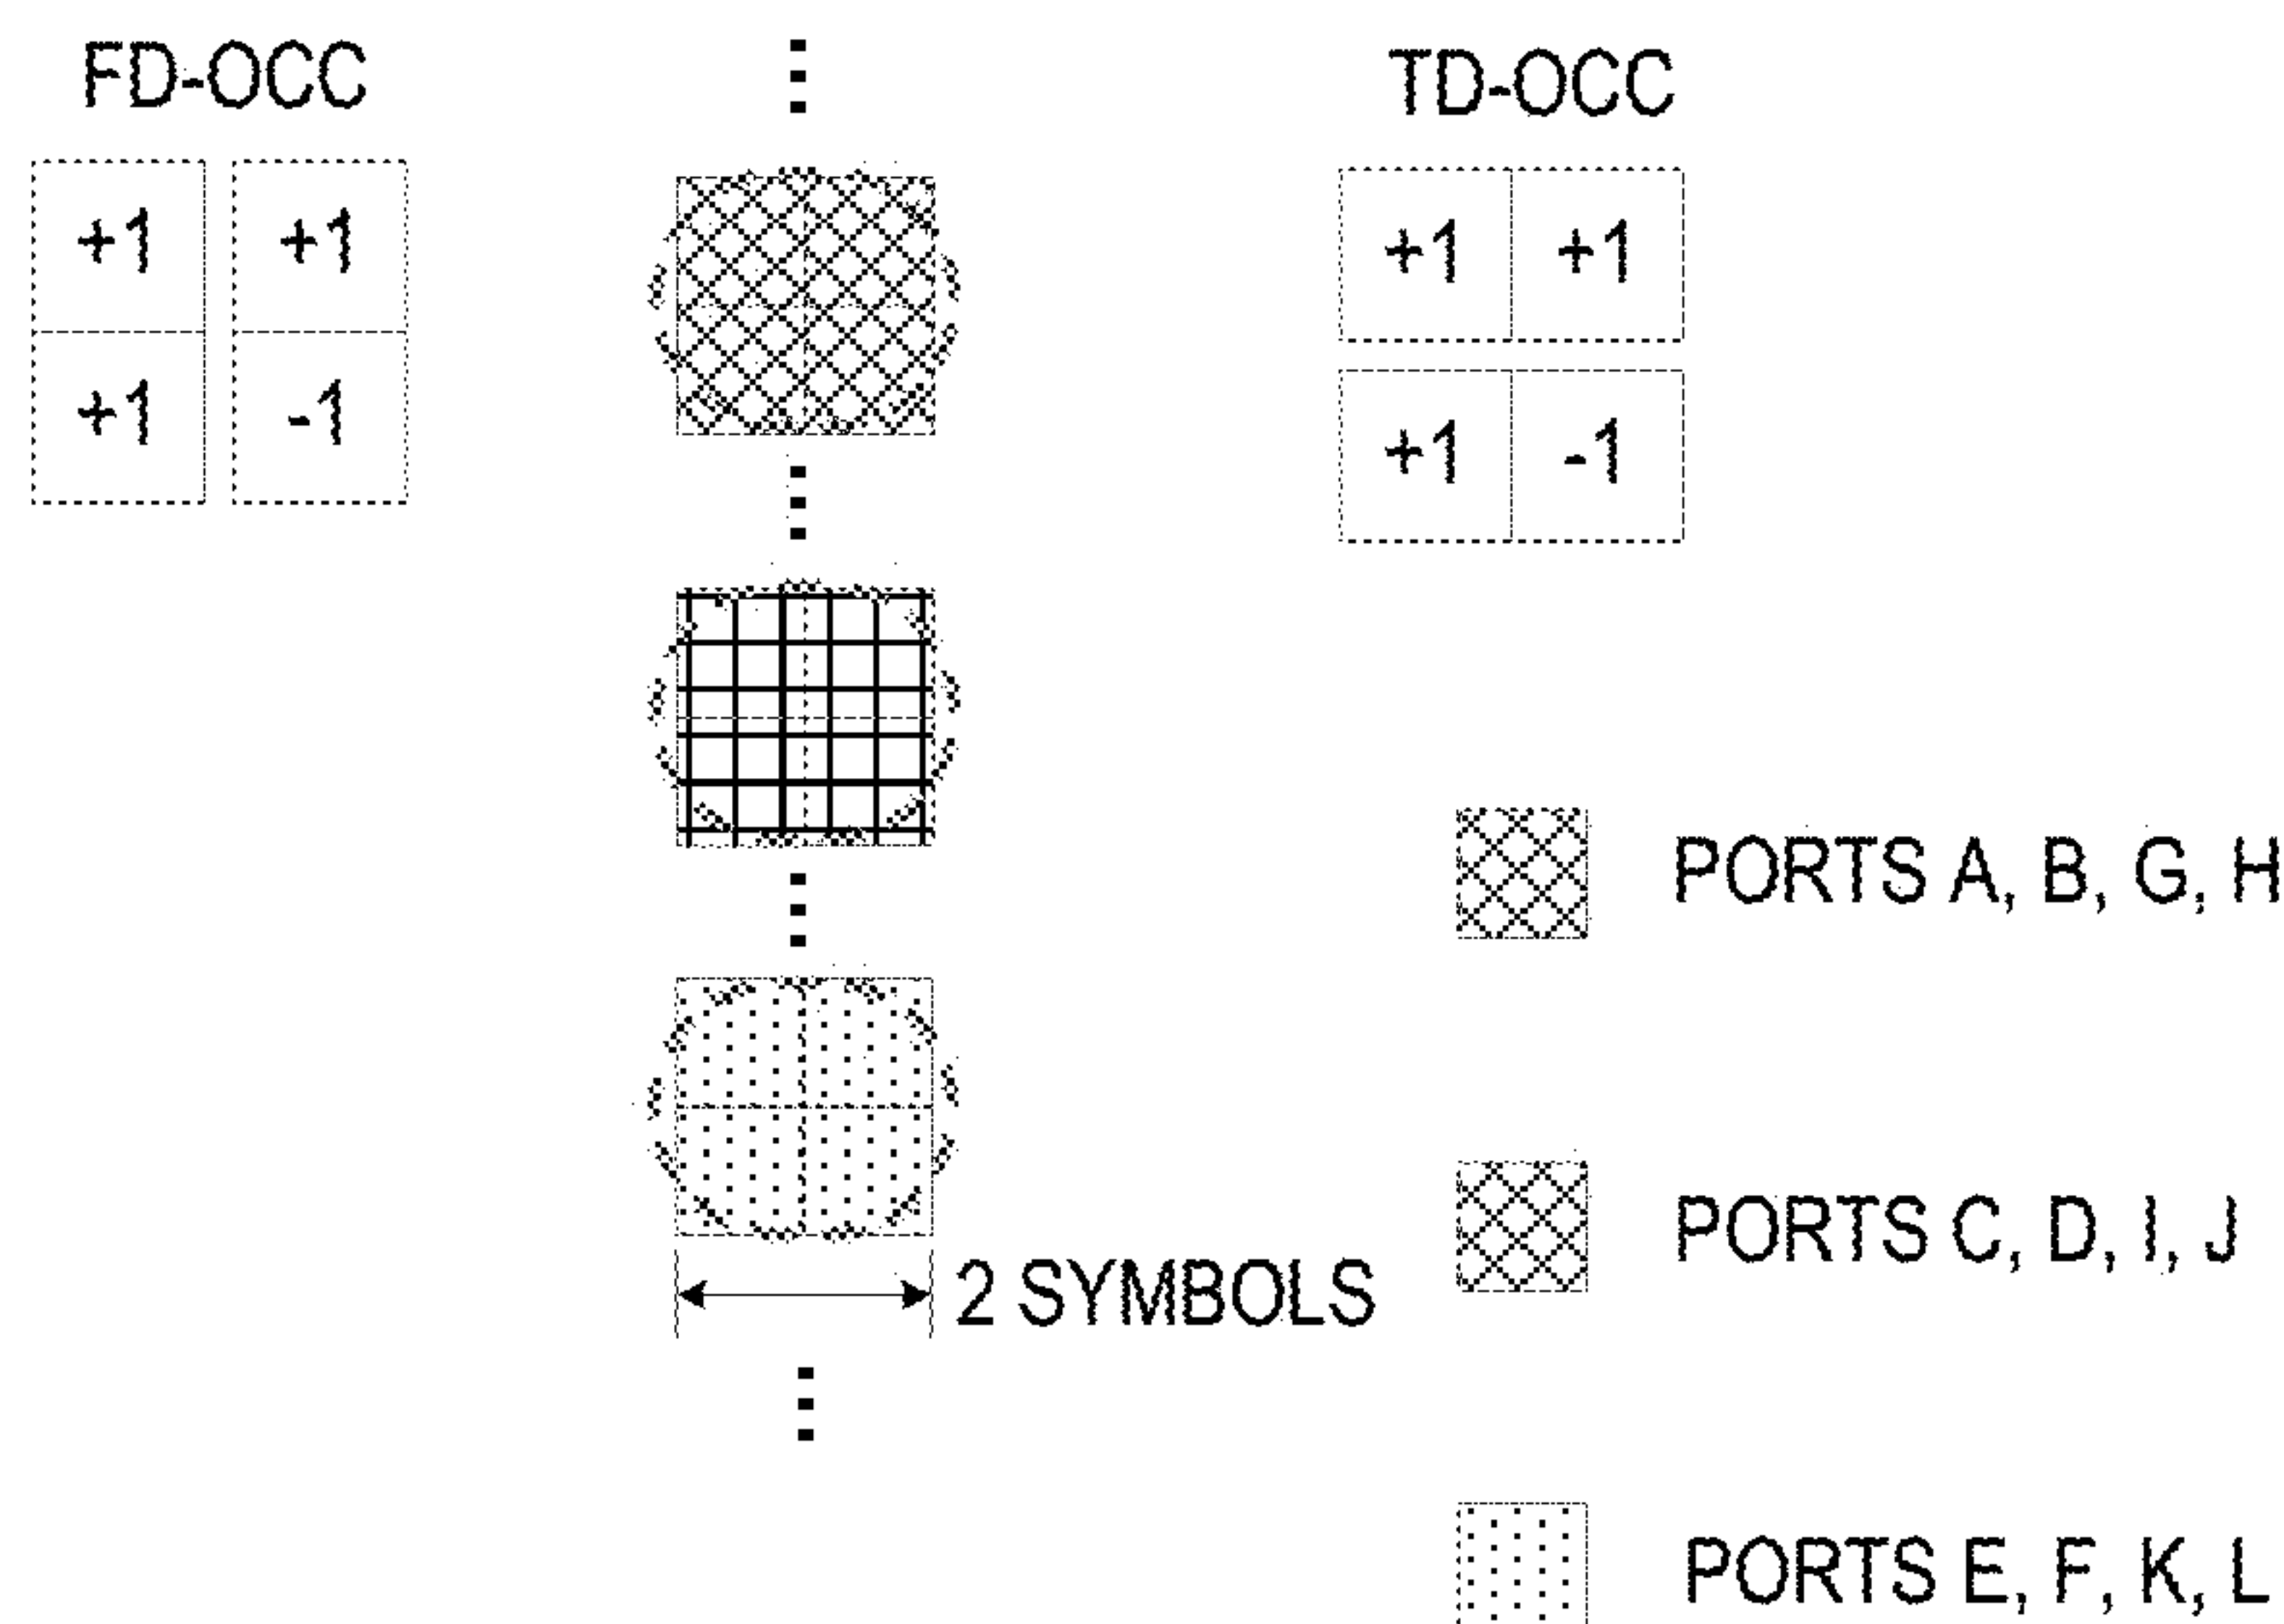 FD-OCC
+1 +1
+1 -1
TD-OCC
+1 +1
+1 -1
PORTS A, B, G, H
PORTS C, D, I, J
2 SYMBOLS
PORTS E, F, K, L